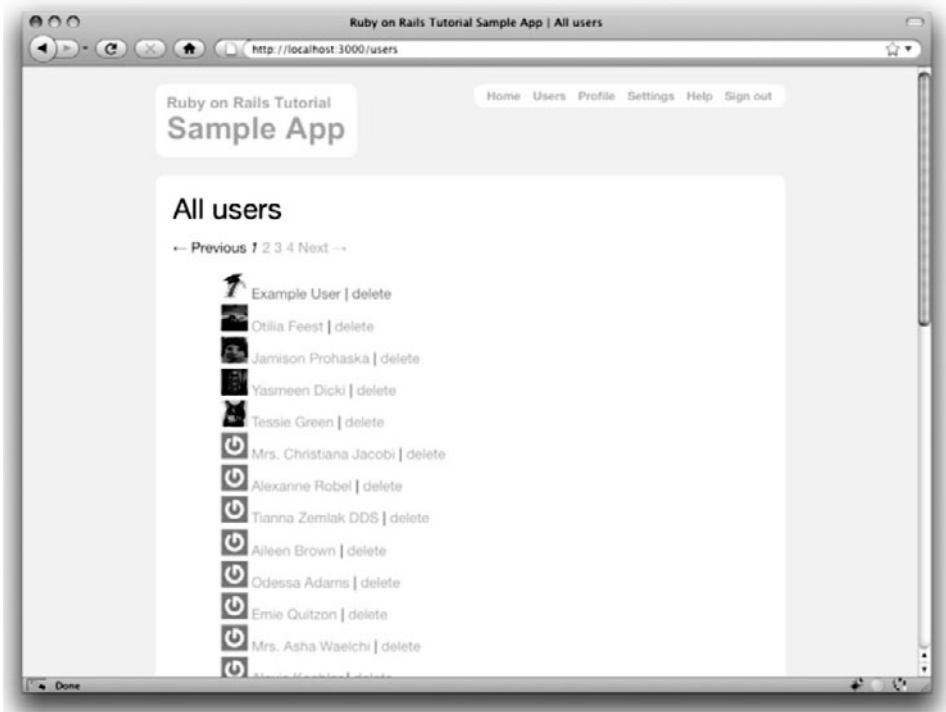 Ruby on Rails Tutorial Sample App | All users
http://localhost:3000/users
Ruby on Rails Tutorial
Sample App
Home Users Profile Settings Help Sign out
All users
← Previous 1 2 3 4 Next →
Example User | delete
Otilia Feest | delete
Jamison Prohaska | delete
Yasmeen Dicki | delete
Tessie Green | delete
Mrs. Christiana Jacobi | delete
Alexanne Robel | delete
Tianna Zemlak DDS | delete
Aileen Brown | delete
Odessa Adams | delete
Emie Quitzon | delete
Mrs. Asha Waelchi | delete
Done